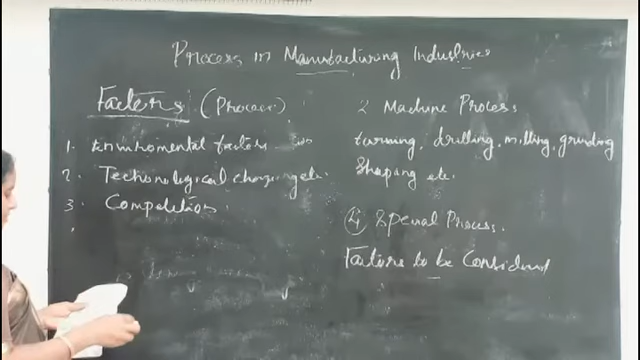 Process in Manufacturing Industries
Factors (Process)
1. Environmental factors
2. Technological changing etc.
3. Competition.
2 Machine Process
turning, drilling, milling, grinding
Shaping etc.
4 Special Process.
Factors to be Considered